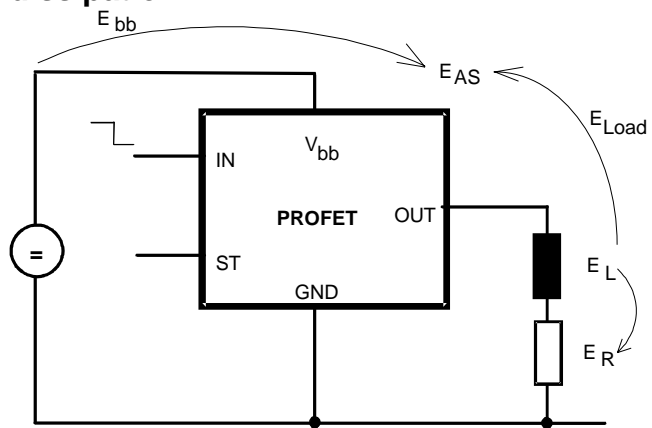 E bb
E AS
E Load
V bb
IN
PROFET
OUT
=
ST
GND
E L
E R